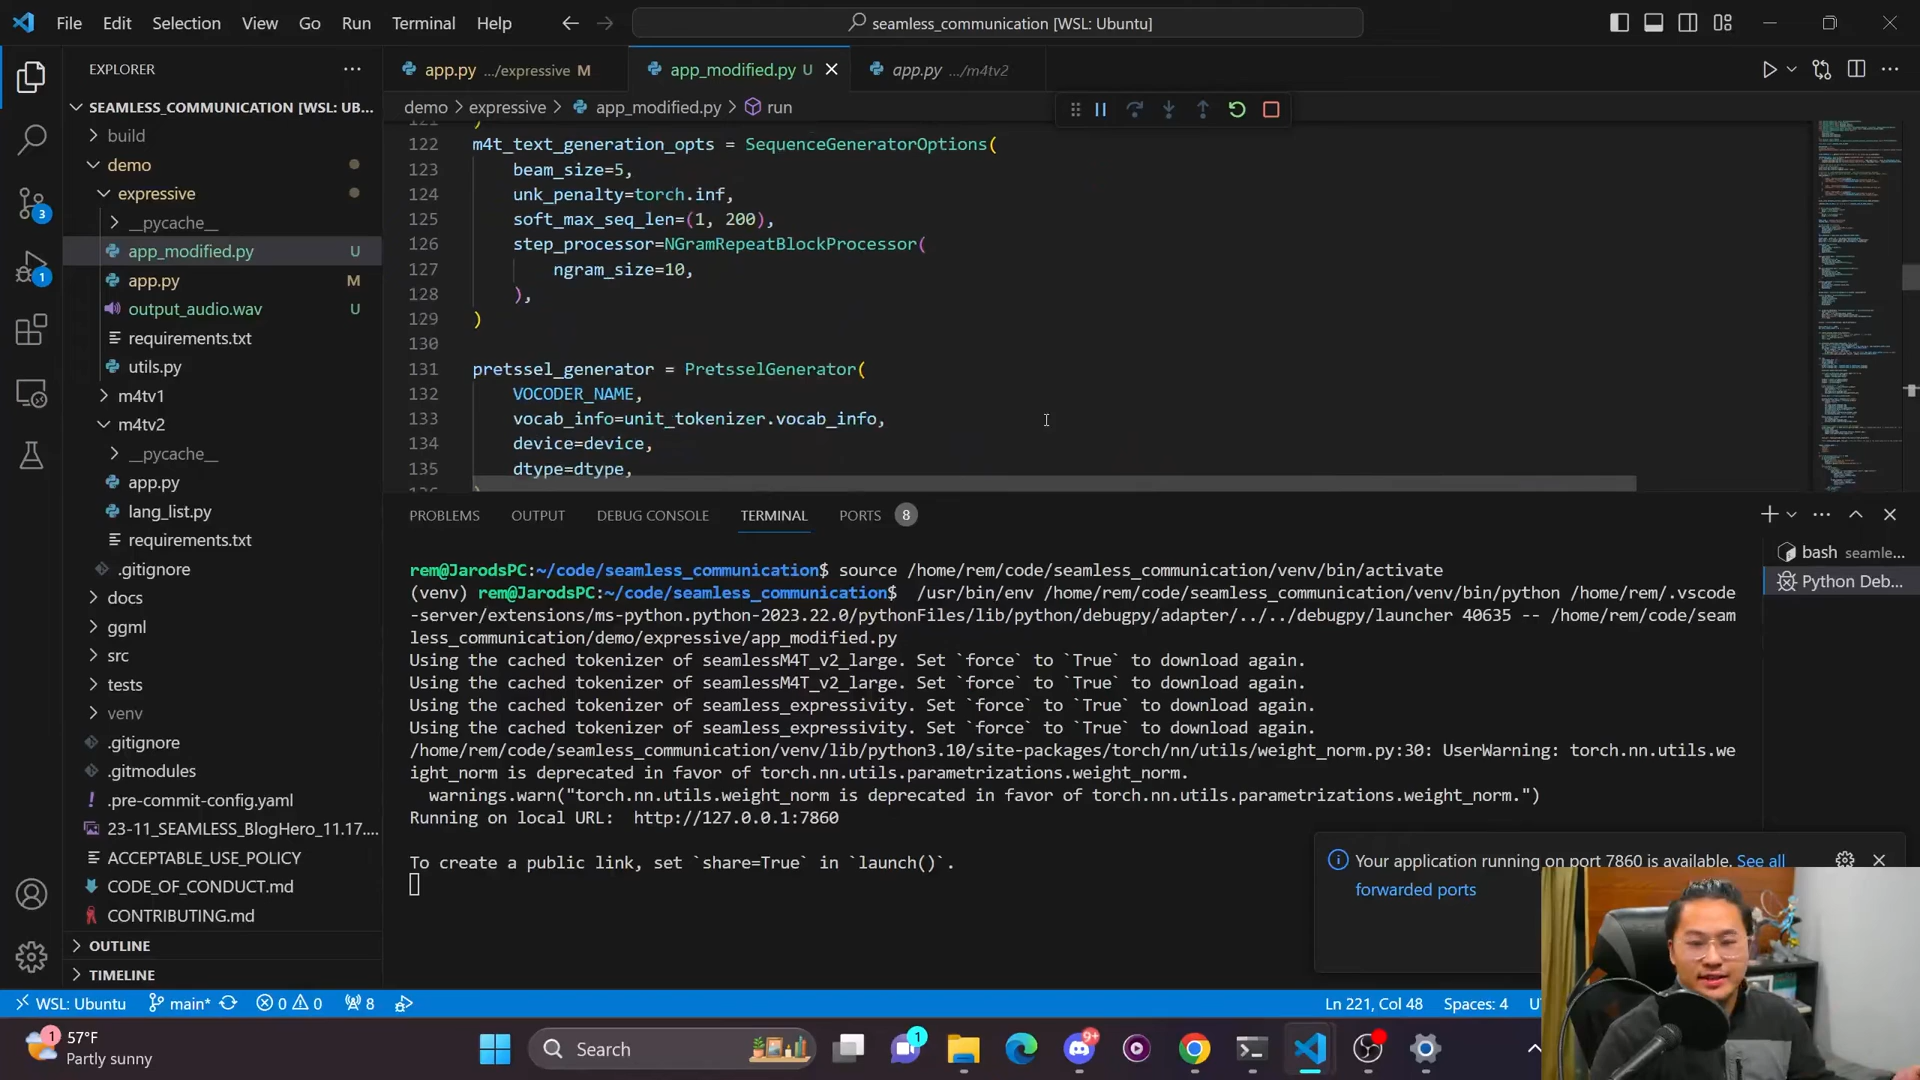 File Edit Selection View Go Run Terminal Help
seamless_communication [WSL: Ubuntu]
EXPLORER
SEAMLESS_COMMUNICATION [WSL: UB...
build
demo
expressive
__pycache__
app_modified.py U
app.py M
output_audio.wav U
requirements.txt
utils.py
m4tv1
m4tv2
__pycache__
app.py
lang_list.py
requirements.txt
.gitignore
docs
ggml
src
tests
venv
.gitignore
.gitmodules
.pre-commit-config.yaml
23-11_SEAMLESS_BlogHero_11.17....
ACCEPTABLE_USE_POLICY
CODE_OF_CONDUCT.md
CONTRIBUTING.md
OUTLINE
TIMELINE
3
1
app.py .../expressive M
app_modified.py U
app.py .../m4tv2
demo > expressive > app_modified.py > run
122 m4t_text_generation_opts = SequenceGeneratorOptions(
123 beam_size=5,
124 unk_penalty=torch.inf,
125 soft_max_seq_len=(1, 200),
126 step_processor=NGramRepeatBlockProcessor(
127 ngram_size=10,
128 ),
129 )
130
131 pretssel_generator = PretsselGenerator(
132 VOCODER_NAME,
133 vocab_info=unit_tokenizer.vocab_info,
134 device=device,
135 dtype=dtype,
PROBLEMS OUTPUT DEBUG CONSOLE TERMINAL PORTS 8
rem@JarodsPC:~/code/seamless_communication$ source /home/rem/code/seamless_communication/venv/bin/activate
(venv) rem@JarodsPC:~/code/seamless_communication$ /usr/bin/env /home/rem/code/seamless_communication/venv/bin/python /home/rem/.vscode
-server/extensions/ms-python.python-2023.22.0/pythonFiles/lib/python/debugpy/adapter/../../debugpy/launcher 40635 -- /home/rem/code/seam
less_communication/demo/expressive/app_modified.py
Using the cached tokenizer of seamlessM4T_v2_large. Set `force` to `True` to download again.
Using the cached tokenizer of seamlessM4T_v2_large. Set `force` to `True` to download again.
Using the cached tokenizer of seamless_expressivity. Set `force` to `True` to download again.
Using the cached tokenizer of seamless_expressivity. Set `force` to `True` to download again.
/home/rem/code/seamless_communication/venv/lib/python3.10/site-packages/torch/nn/utils/weight_norm.py:30: UserWarning: torch.nn.utils.we
ight_norm is deprecated in favor of torch.nn.utils.parametrizations.weight_norm.
warnings.warn("torch.nn.utils.weight_norm is deprecated in favor of torch.nn.utils.parametrizations.weight_norm.")
Running on local URL: http://127.0.0.1:7860
To create a public link, set `share=True` in `launch()`.
bash seamle...
Python Deb...
Your application running on port 7860 is available. See all
forwarded ports
WSL: Ubuntu main* 0 0 8
Ln 221, Col 48 Spaces: 4
1
57°F
Partly sunny
Search
1
9+